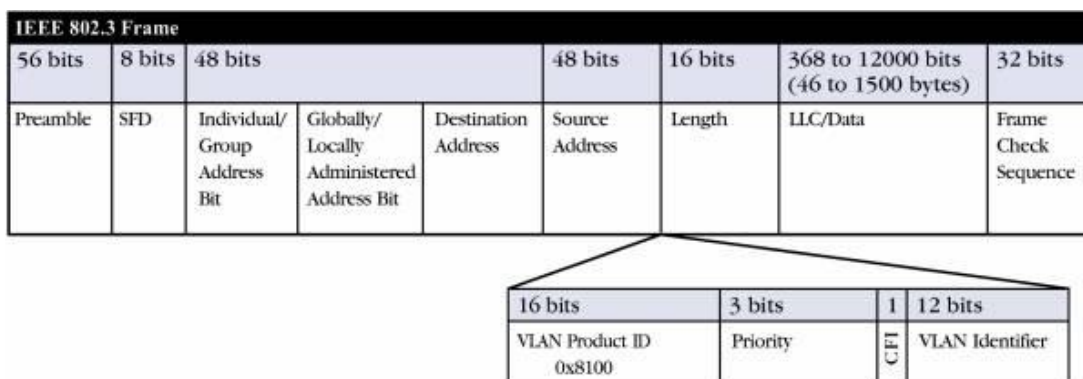 IEEE 802.3 Frame
56 bits 8 bits 48 bits 48 bits 16 bits 368 to 12000 bits 32 bits
(46 to 1500 bytes)
Preamble SFD Individual/ Globally/ Destination Source Length LLC/Data Frame
Group Locally Address Address Check
Address Administered Sequence
Bit Address Bit
16 bits 3 bits 1 12 bits
VLAN Product ID Priority CFI VLAN Identifier
0x8100